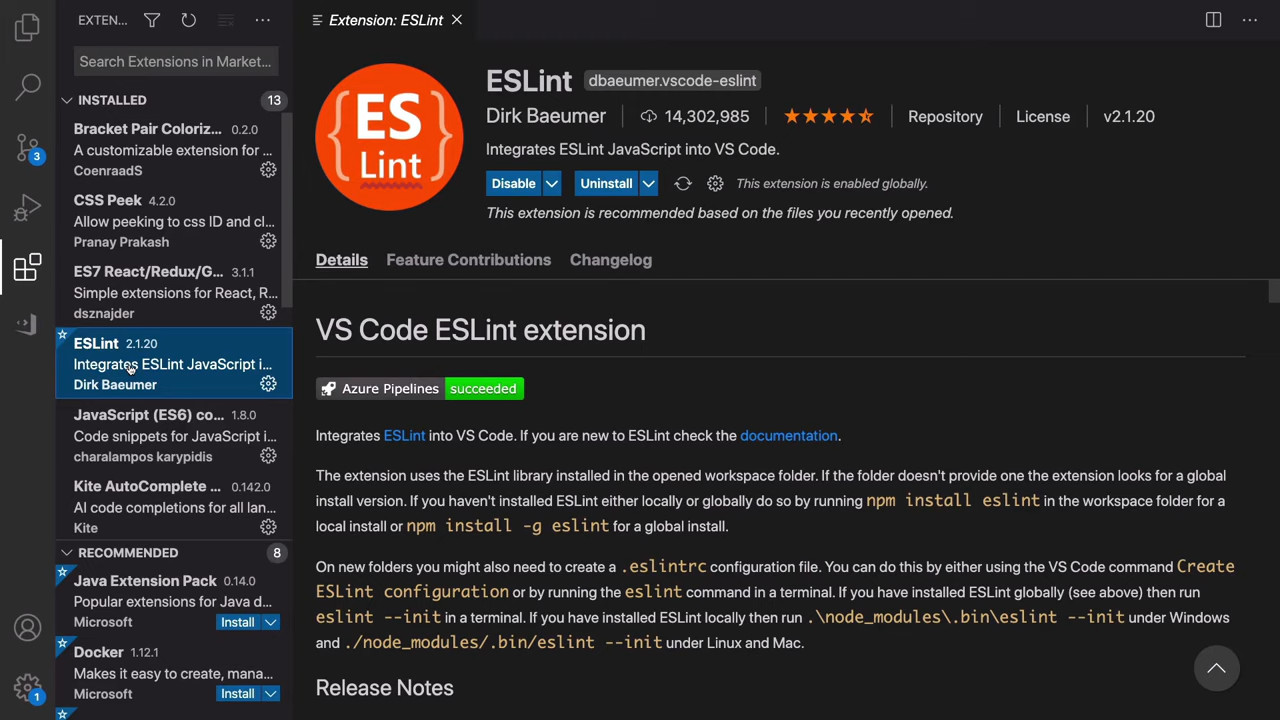 EXTEN...
Search Extensions in Market...
INSTALLED 13
Bracket Pair Coloriz... 0.2.0
A customizable extension for ...
CoenraadS
CSS Peek 4.2.0
Allow peeking to css ID and cl...
Pranay Prakash
ES7 React/Redux/G... 3.1.1
Simple extensions for React, R...
dsznajder
ESLint 2.1.20
Integrates ESLint JavaScript i...
Dirk Baeumer
JavaScript (ES6) co... 1.8.0
Code snippets for JavaScript i...
charalampos karypidis
Kite AutoComplete ... 0.142.0
AI code completions for all lan...
Kite
RECOMMENDED 8
Java Extension Pack 0.14.0
Popular extensions for Java d...
Microsoft Install
Docker 1.12.1
Makes it easy to create, mana...
Microsoft Install
3
1
Extension: ESLint
ES
Lint
ESLint dbaeumer.vscode-eslint
Dirk Baeumer 14,302,985 Repository License v2.1.20
Integrates ESLint JavaScript into VS Code.
Disable Uninstall This extension is enabled globally.
This extension is recommended based on the files you recently opened.
Details Feature Contributions Changelog
VS Code ESLint extension
Azure Pipelines succeeded
Integrates ESLint into VS Code. If you are new to ESLint check the documentation.
The extension uses the ESLint library installed in the opened workspace folder. If the folder doesn't provide one the extension looks for a global
install version. If you haven't installed ESLint either locally or globally do so by running npm install eslint in the workspace folder for a
local install or npm install -g eslint for a global install.
On new folders you might also need to create a .eslintrc configuration file. You can do this by either using the VS Code command Create
ESLint configuration or by running the eslint command in a terminal. If you have installed ESLint globally (see above) then run
eslint --init in a terminal. If you have installed ESLint locally then run .\node_modules\.bin\eslint --init under Windows
and ./node_modules/.bin/eslint --init under Linux and Mac.
Release Notes